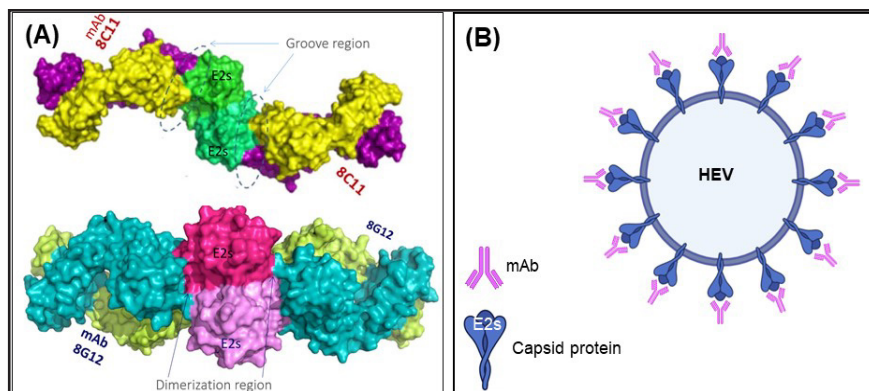 (A)
mAb
8C11
Groove region
E2s
E2s
8C11
8G12
E2s
mAb
8G12
E2s
Dimerization region
(B)
HEV
mAb
E2s
Capsid protein